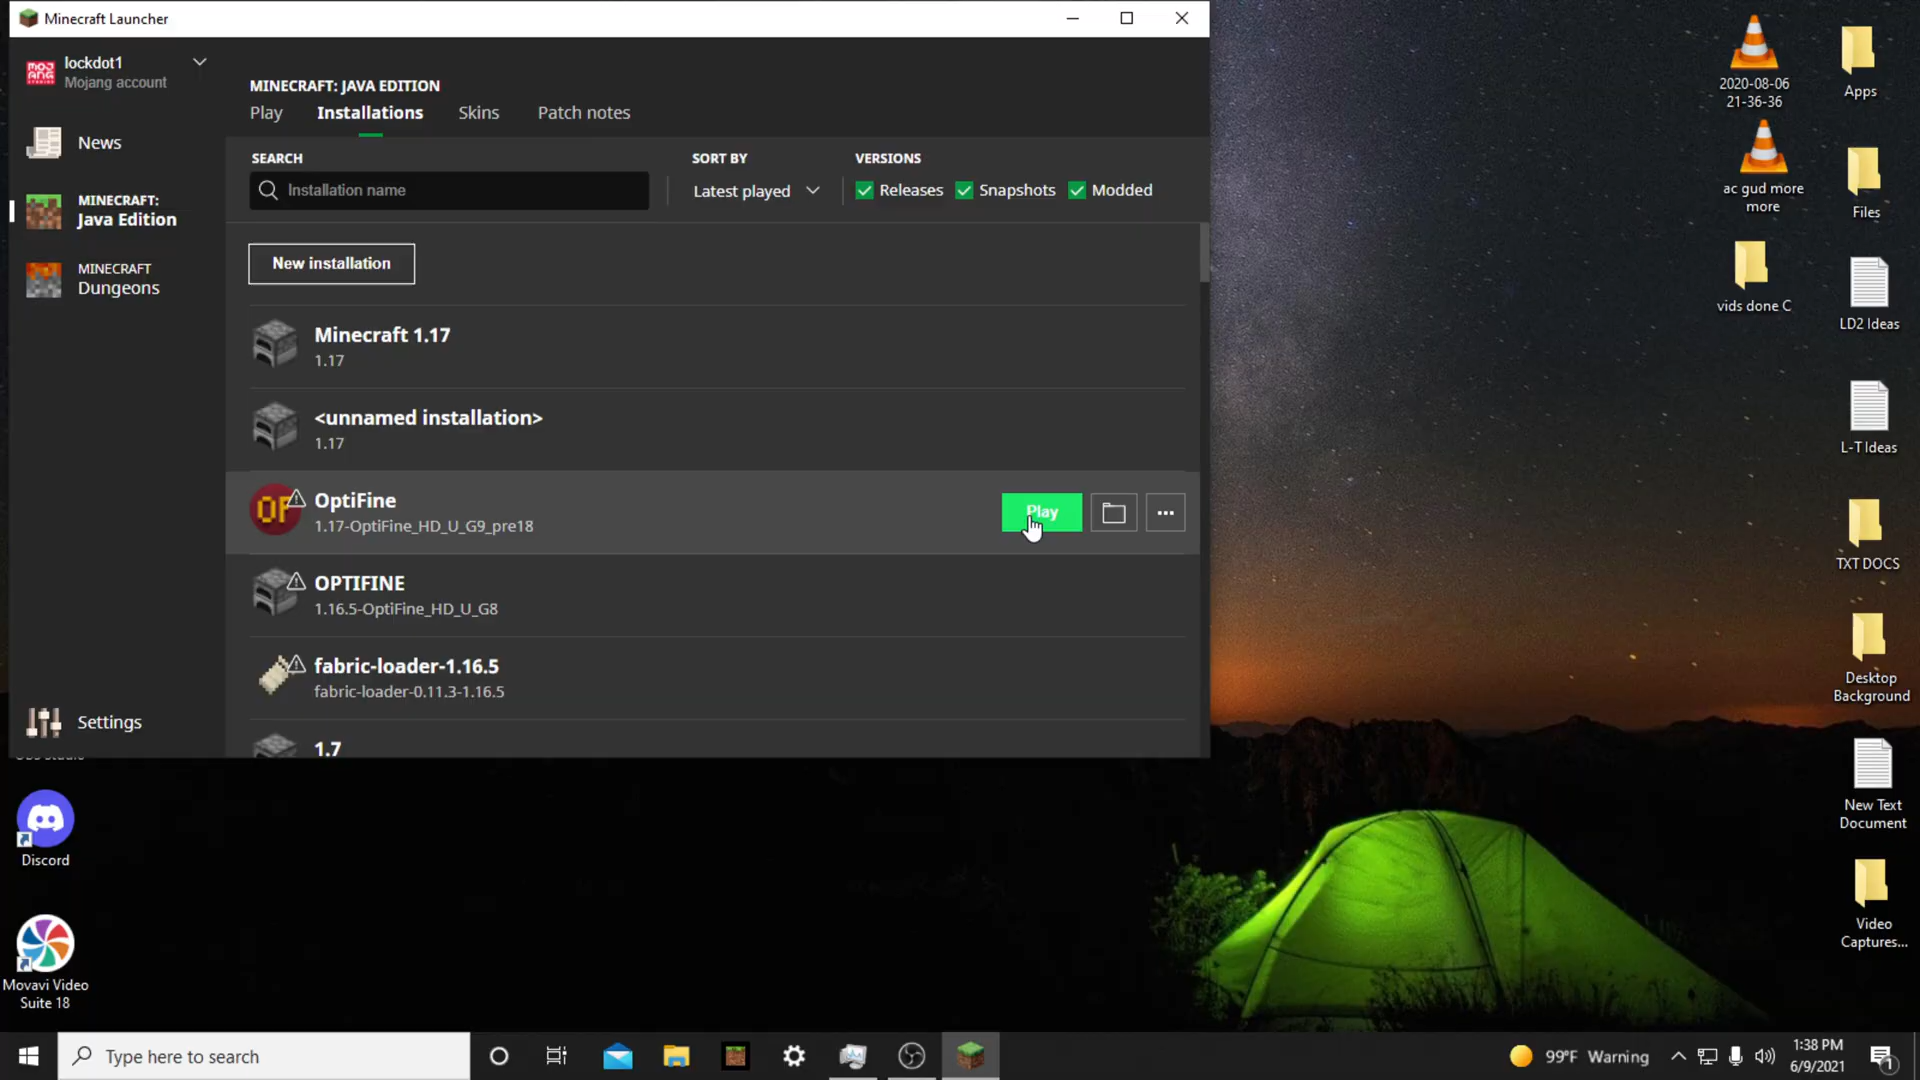 Minecraft Launcher
lockdot1
Mojang account
News
MINECRAFT:
Java Edition
MINECRAFT
Dungeons
Settings
MINECRAFT: JAVA EDITION
Play Installations Skins Patch notes
SEARCH SORT BY VERSIONS
Installation name Latest played Releases Snapshots Modded
New installation
Minecraft 1.17
1.17
<unnamed installation>
1.17
OptiFine
1.17-OptiFine_HD_U_G9_pre18
Play
OPTIFINE
1.16.5-OptiFine_HD_U_G8
fabric-loader-1.16.5
fabric-loader-0.11.3-1.16.5
1.7
2020-08-06
21-36-36
Apps
ac gud more
more
Files
vids done C
LD2 Ideas
L-T Ideas
TXT DOCS
Desktop
Background
New Text
Document
Video
Captures...
Discord
Movavi Video
Suite 18
Type here to search
99°F Warning
1:38 PM
6/9/2021
1